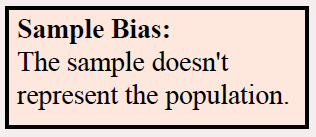 Sample Bias:
The sample doesn't
represent the population.